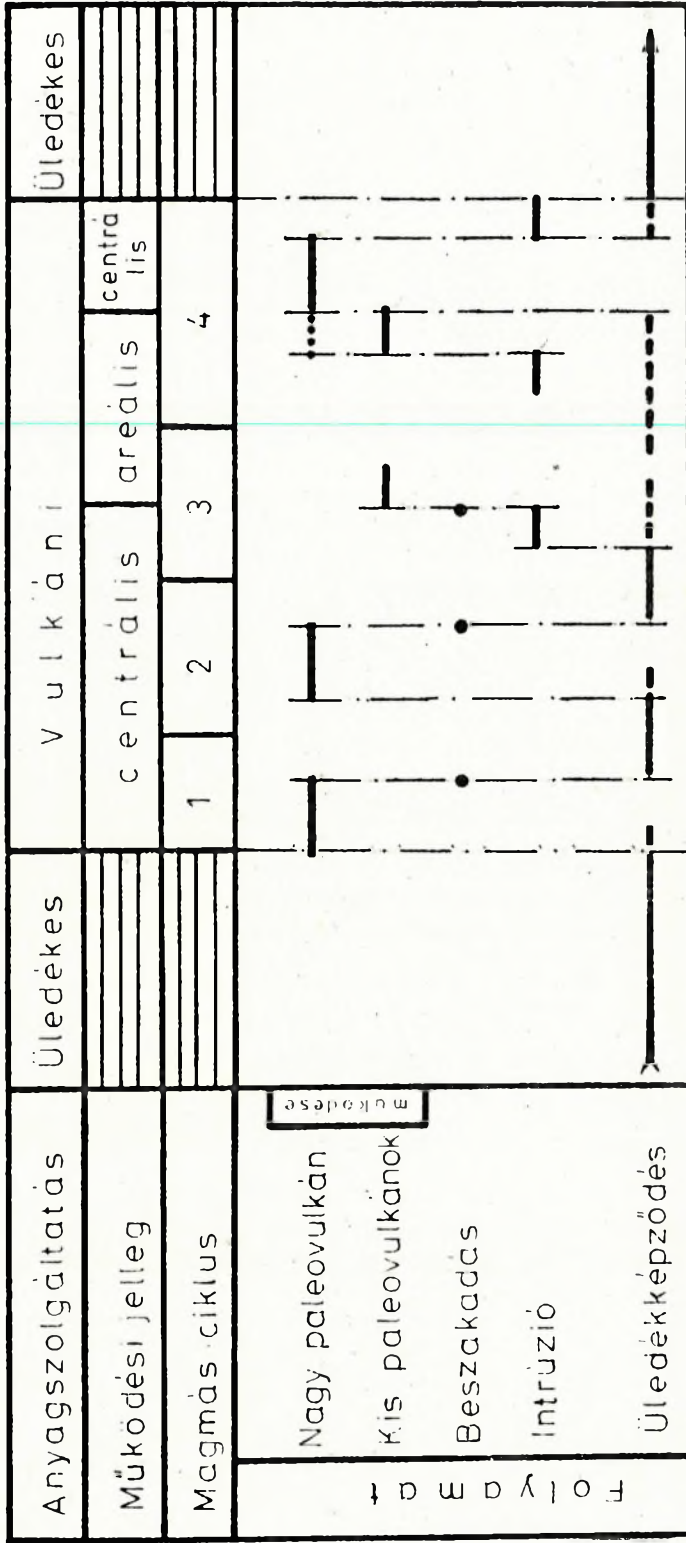 Anyagszolgáltatás
Üledékes
Vulkáni
Üledékes
Működési jelleg
centrális
areális
centrá
lis
Magmás ciklus
1
2
3
4
Folyamat
Nagy paleovulkán
Kis paleovulkánok
működése
Beszakadás
Intrúzió
Üledékképződés